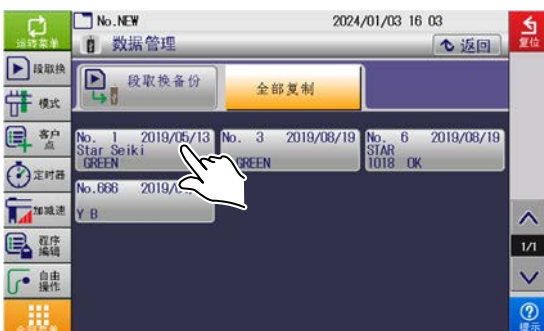 No.NEW 2024/01/03 16 03
数据管理
返回
复位
运转菜单
段取换
模式
客户点
定时器
加减速
程序编辑
自由操作
段取换备份
全部复制
No. 1 2019/05/13
Star Seiki
GREEN
No. 3 2019/08/19
GREEN
No. 6 2019/08/19
STAR
1018 OK
No.666
Y B
1/1
提示